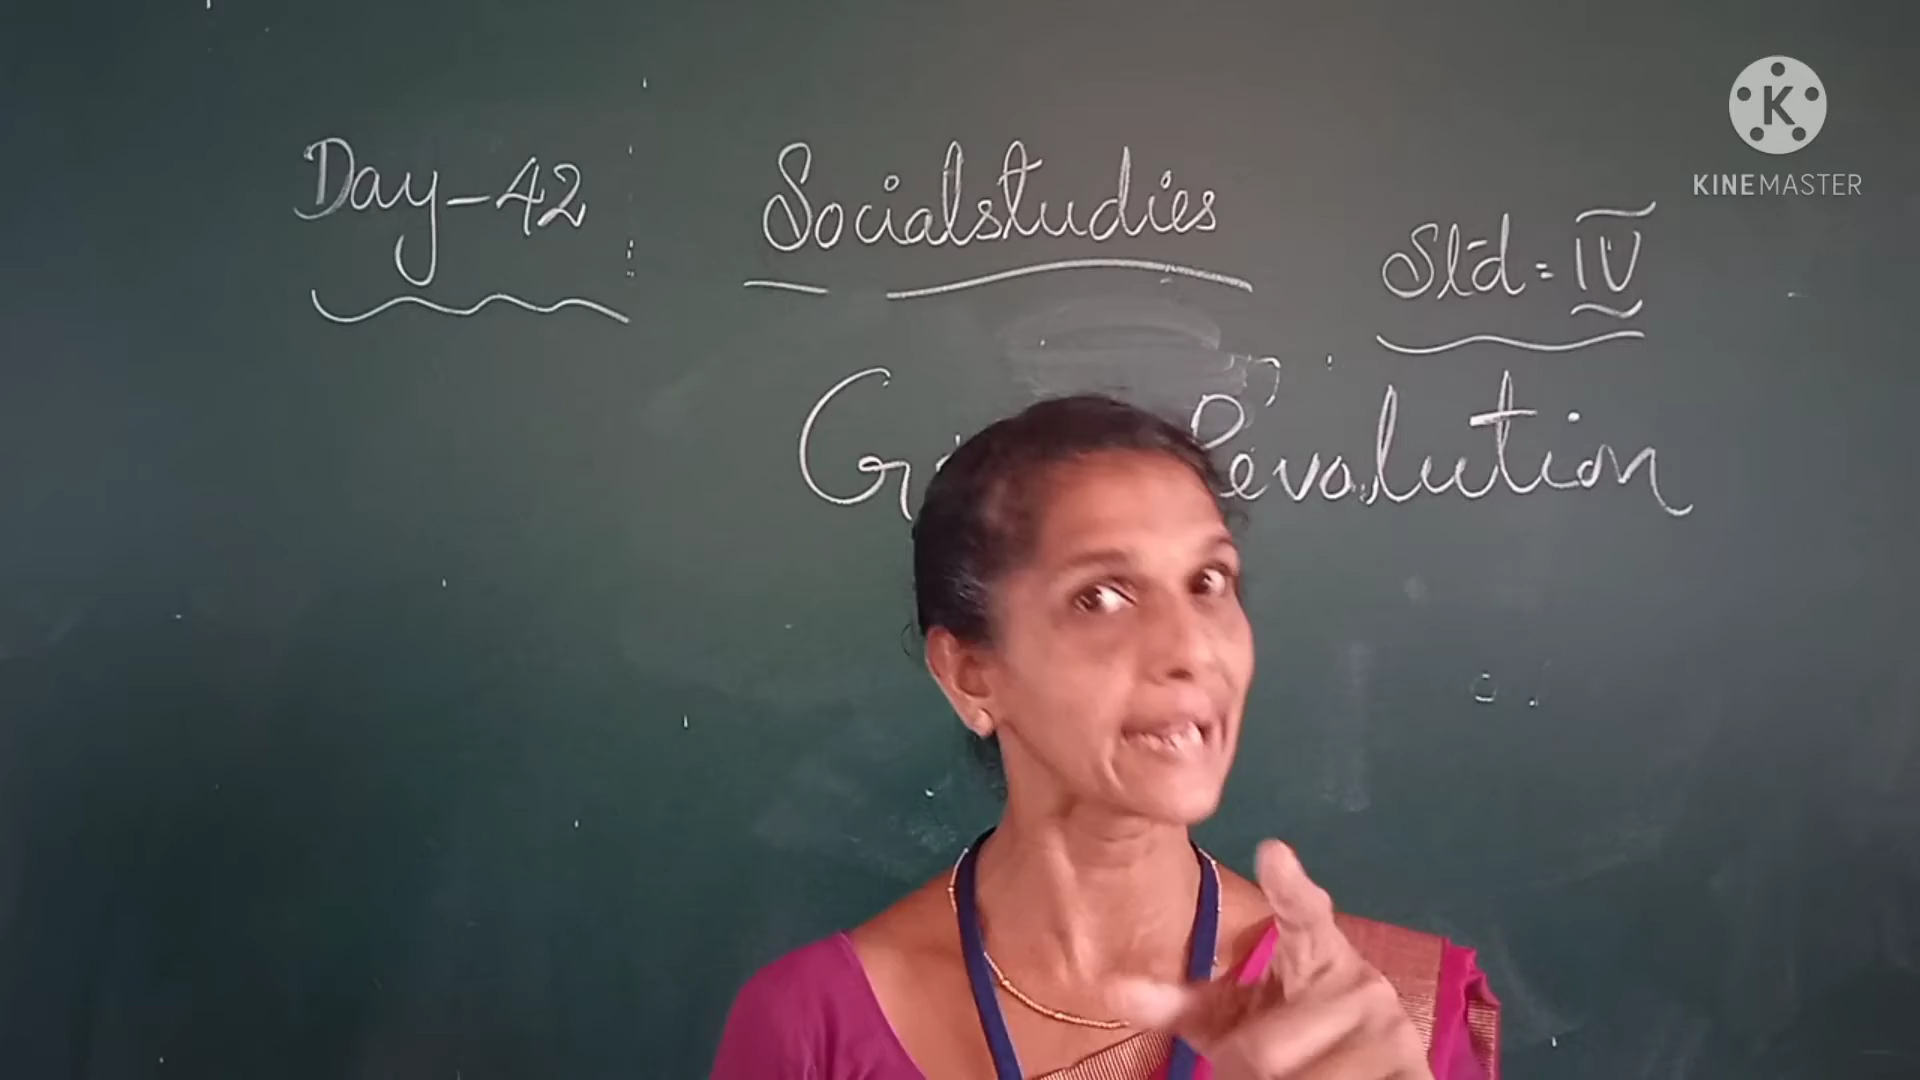 Day-42
Socialstudies
Std = IV
Revolution
KINEMASTER